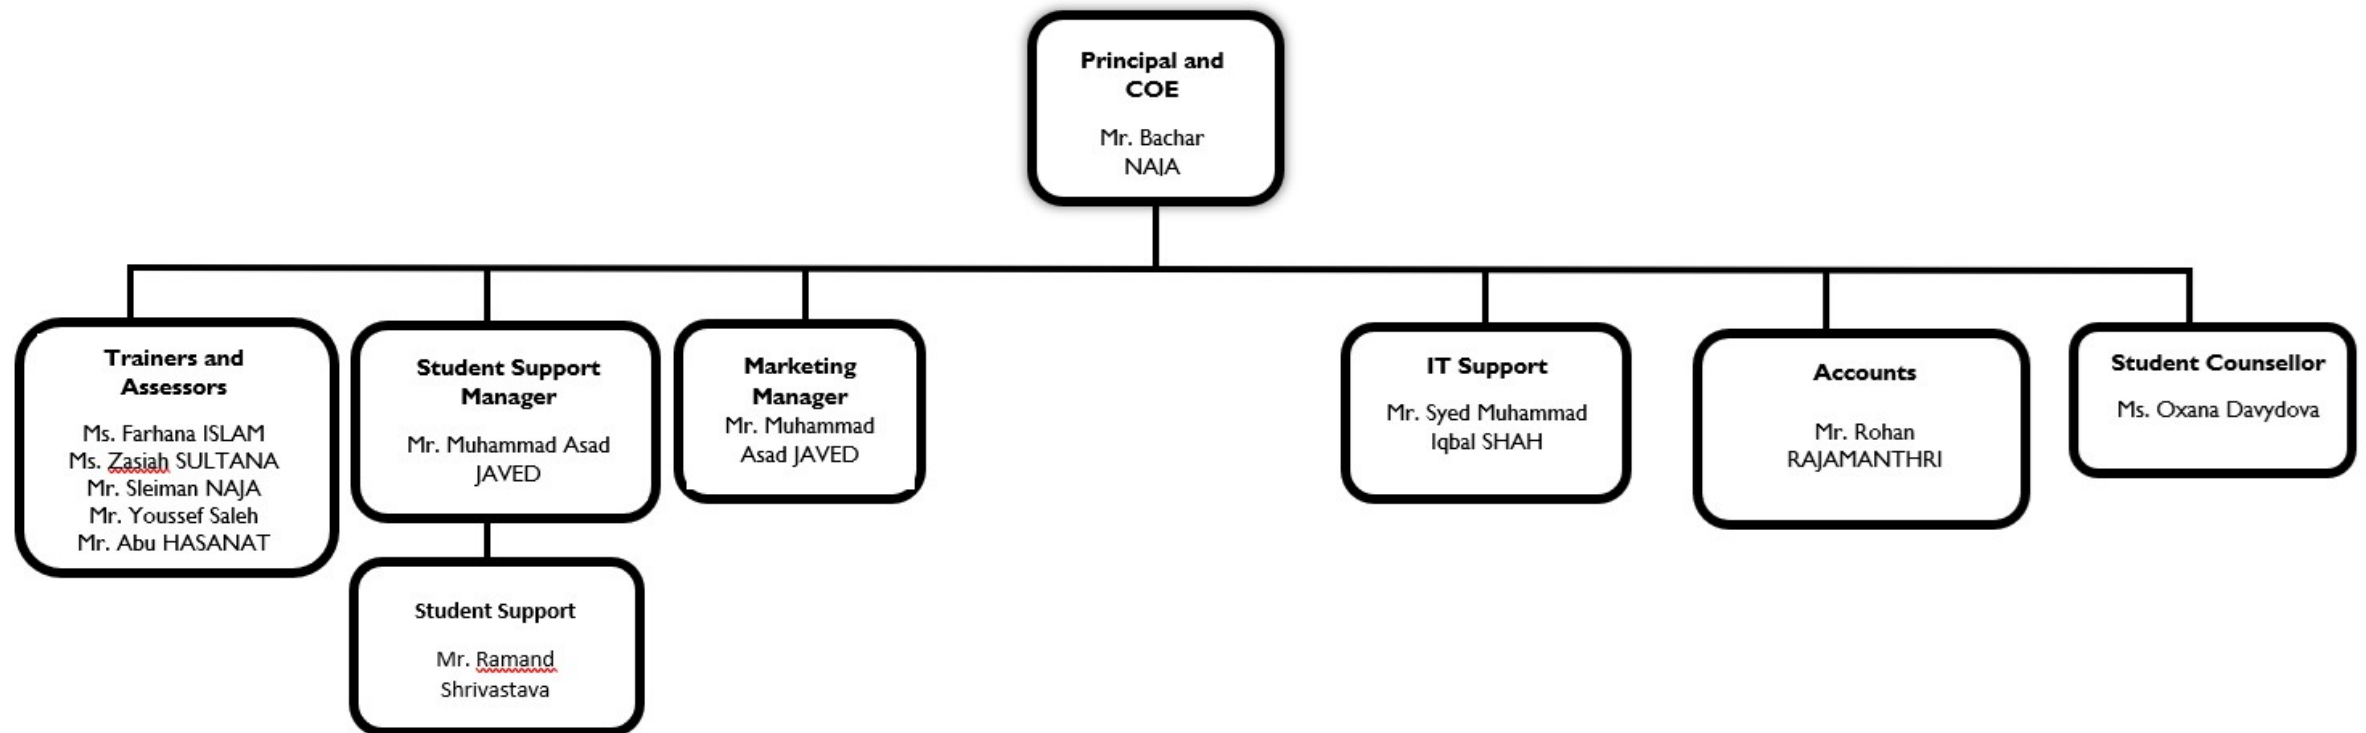 Principal and
COE
Mr. Bachar
NAJA
Trainers and
Assessors
Ms. Farhana ISLAM
Ms. Zasiah SULTANA
Mr. Sleiman NAJA
Mr. Youssef Saleh
Mr. Abu HASANAT
Student Support
Manager
Mr. Muhammad Asad
JAVED
Student Support
Mr. Ramand
Shrivastava
Marketing
Manager
Mr. Muhammad
Asad JAVED
IT Support
Mr. Syed Muhammad
Iqbal SHAH
Accounts
Mr. Rohan
RAJAMANTHRI
Student Counsellor
Ms. Oxana Davydova